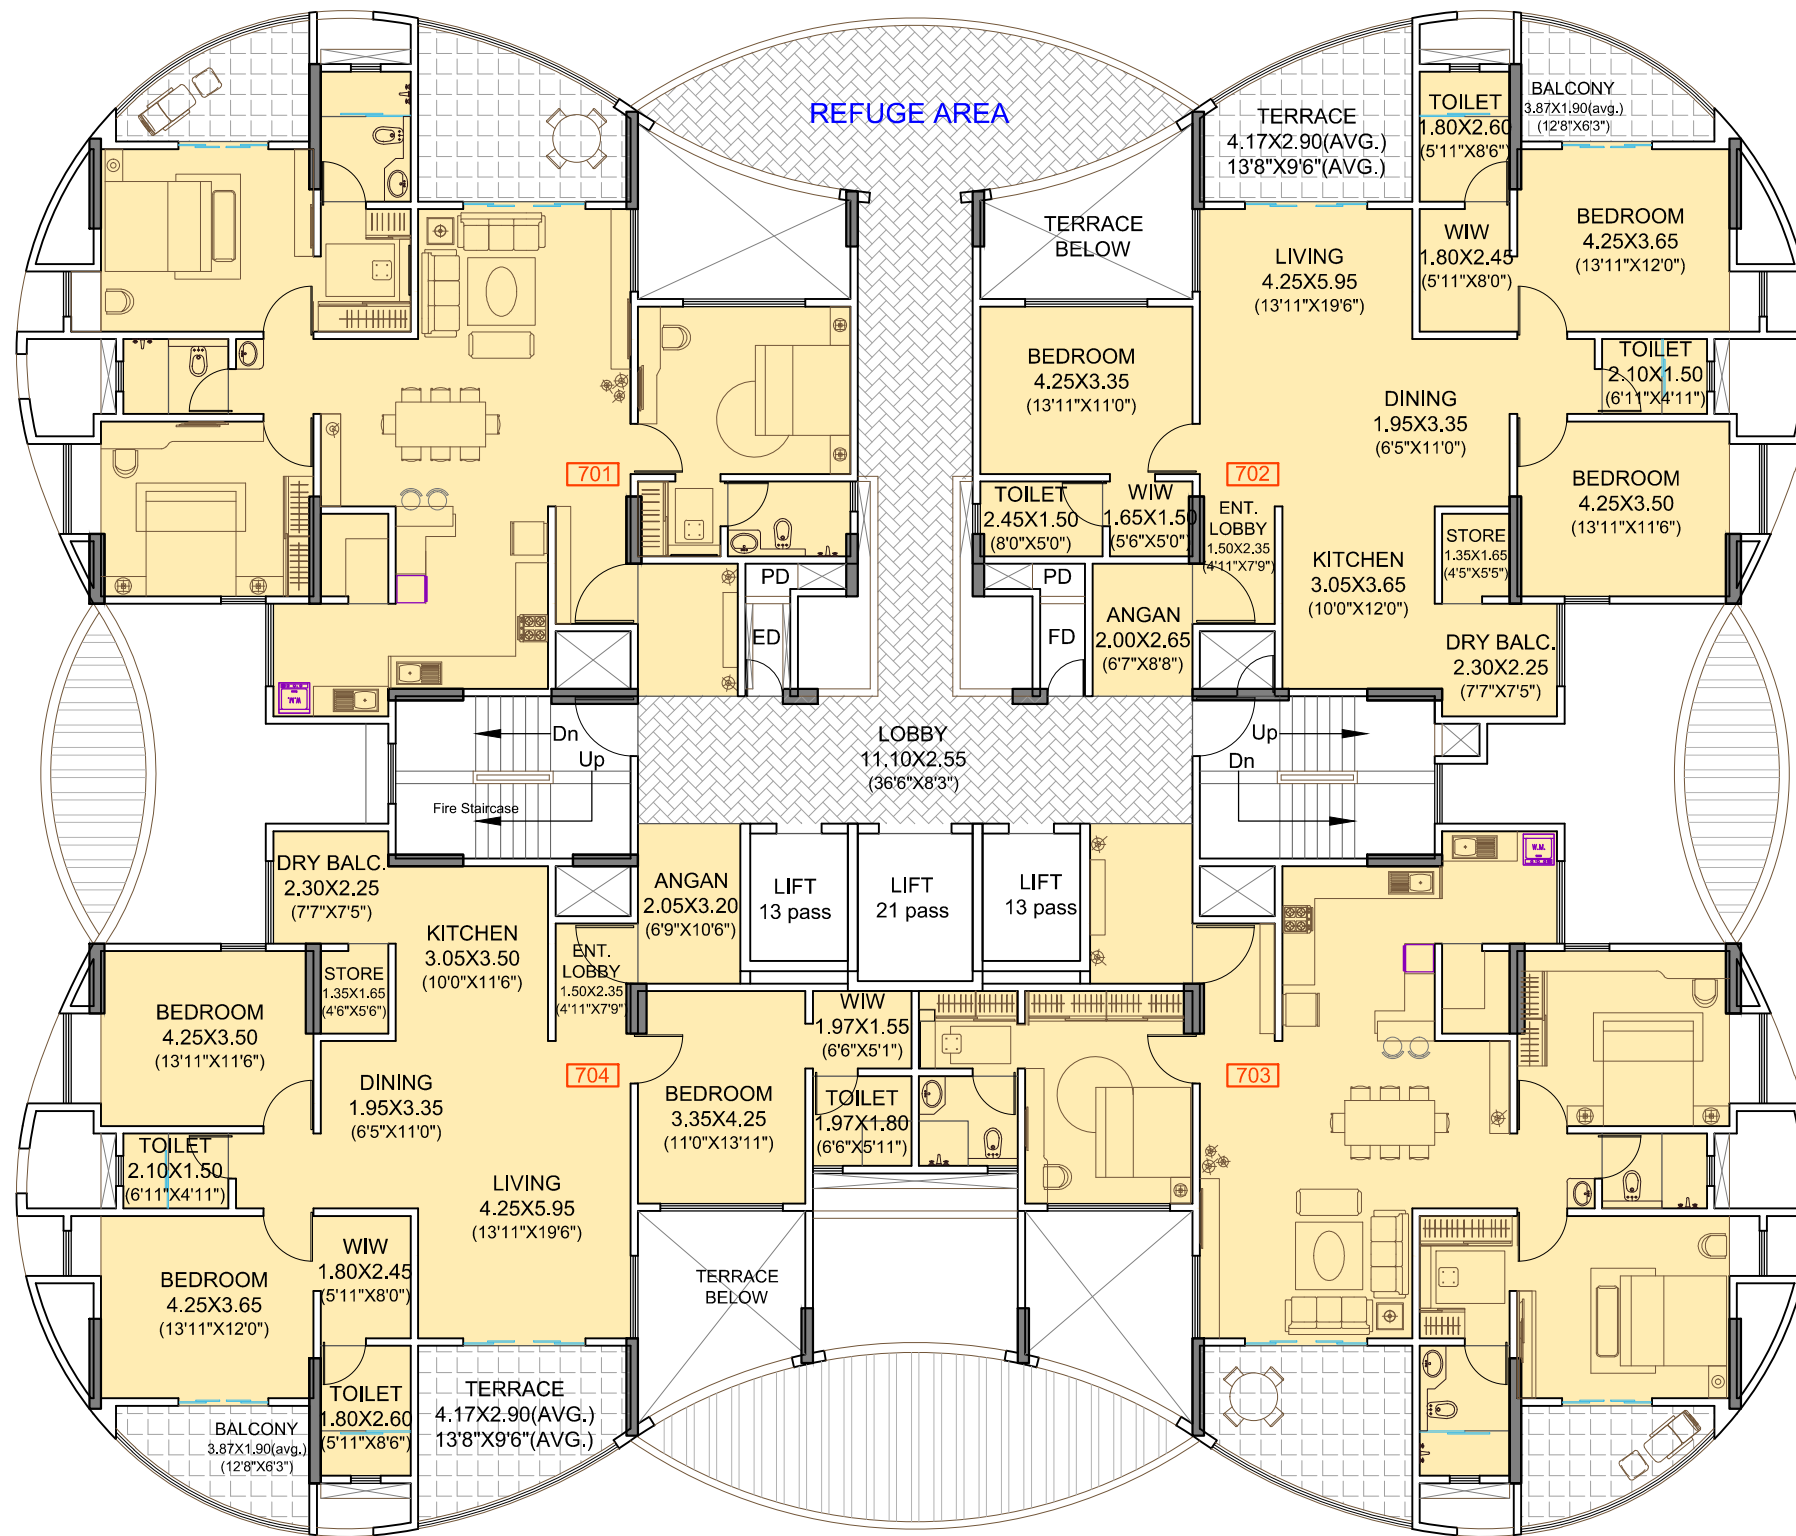 REFUGE AREA
TERRACE
4.17X2.90(AVG.)
13'8"X9'6"(AVG.)
TOILET
1.80X2.60
(5'11"X8'6")
BALCONY
3.87X1.90(avg.)
(12'8"X6'3")
TERRACE
BELOW
LIVING
4.25X5.95
(13'11"X19'6")
WIW
1.80X2.45
(5'11"X8'0")
BEDROOM
4.25X3.65
(13'11"X12'0")
BEDROOM
4.25X3.35
(13'11"X11'0")
DINING
1.95X3.35
(6'5"X11'0")
TOILET
2.10X1.50
(6'11"X4'11")
701
702
BEDROOM
4.25X3.50
(13'11"X11'6")
TOILET
2.45X1.50
(8'0"X5'0")
WIW
1.65X1.50
(5'6"X5'0")
ENT.
LOBBY
1.50X2.35
(4'11"X7'9")
STORE
1.35X1.65
(4'5"X5'5")
KITCHEN
3.05X3.65
(10'0"X12'0")
PD
PD
ED
FD
ANGAN
2.00X2.65
(6'7"X8'8")
DRY BALC.
2.30X2.25
(7'7"X7'5")
W.M.
Dn
Up
Fire Staircase
LOBBY
11.10X2.55
(36'6"X8'3")
Up
Dn
DRY BALC.
2.30X2.25
(7'7"X7'5")
ANGAN
2.05X3.20
(6'9"X10'6")
LIFT
13 pass
LIFT
21 pass
LIFT
13 pass
W.M.
KITCHEN
3.05X3.50
(10'0"X11'6")
ENT.
LOBBY
1.50X2.35
(4'11"X7'9")
STORE
1.35X1.65
(4'6"X5'6")
BEDROOM
4.25X3.50
(13'11"X11'6")
WIW
1.97X1.55
(6'6"X5'1")
704
703
DINING
1.95X3.35
(6'5"X11'0")
BEDROOM
3.35X4.25
(11'0"X13'11")
TOILET
1.97X1.80
(6'6"X5'11")
TOILET
2.10X1.50
(6'11"X4'11")
LIVING
4.25X5.95
(13'11"X19'6")
WIW
1.80X2.45
(5'11"X8'0")
BEDROOM
4.25X3.65
(13'11"X12'0")
TERRACE
BELOW
TOILET
1.80X2.60
(5'11"X8'6")
TERRACE
4.17X2.90(AVG.)
13'8"X9'6"(AVG.)
BALCONY
3.87X1.90(avg.)
(12'8"X6'3")